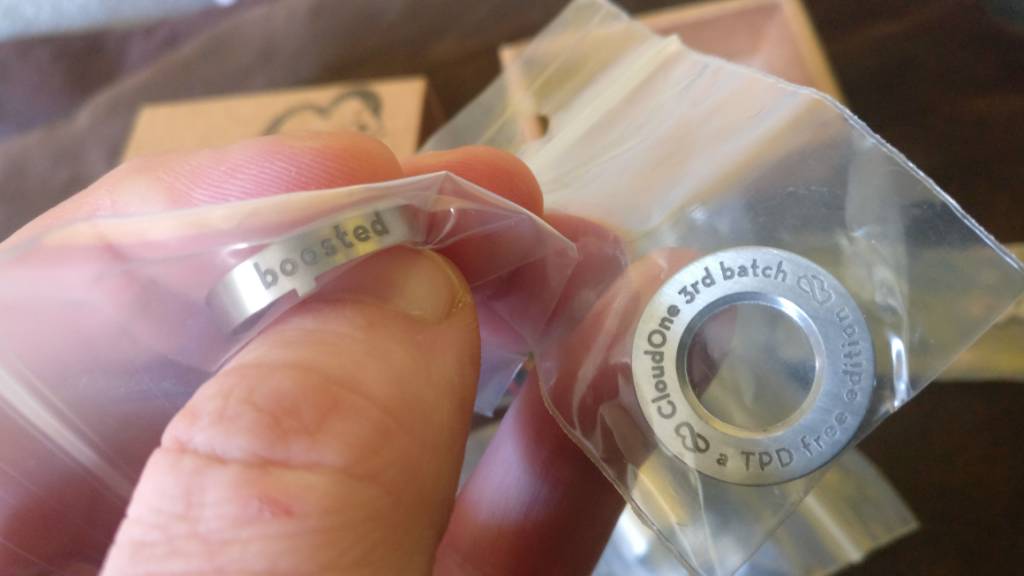 boosted
CloudOne 3rd batch
a TPD free edition